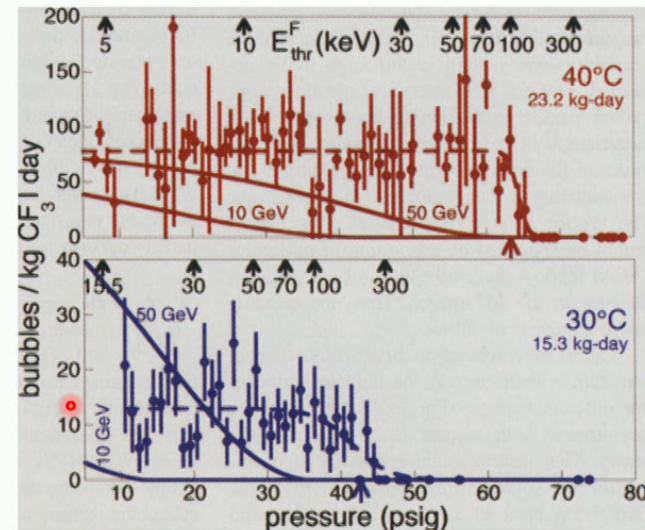 200
5 10 E_thr^F (keV) 30 50 70 100 300
150
40°C
23.2 kg-day
100
50
10 GeV
50 GeV
0
bubbles / kg CF3I day
40
15.5 30 50 70 100 300
50 GeV
30
30°C
15.3 kg-day
20
10
10 GeV
0
10 20 30 40 50 60 70 80
pressure (psig)